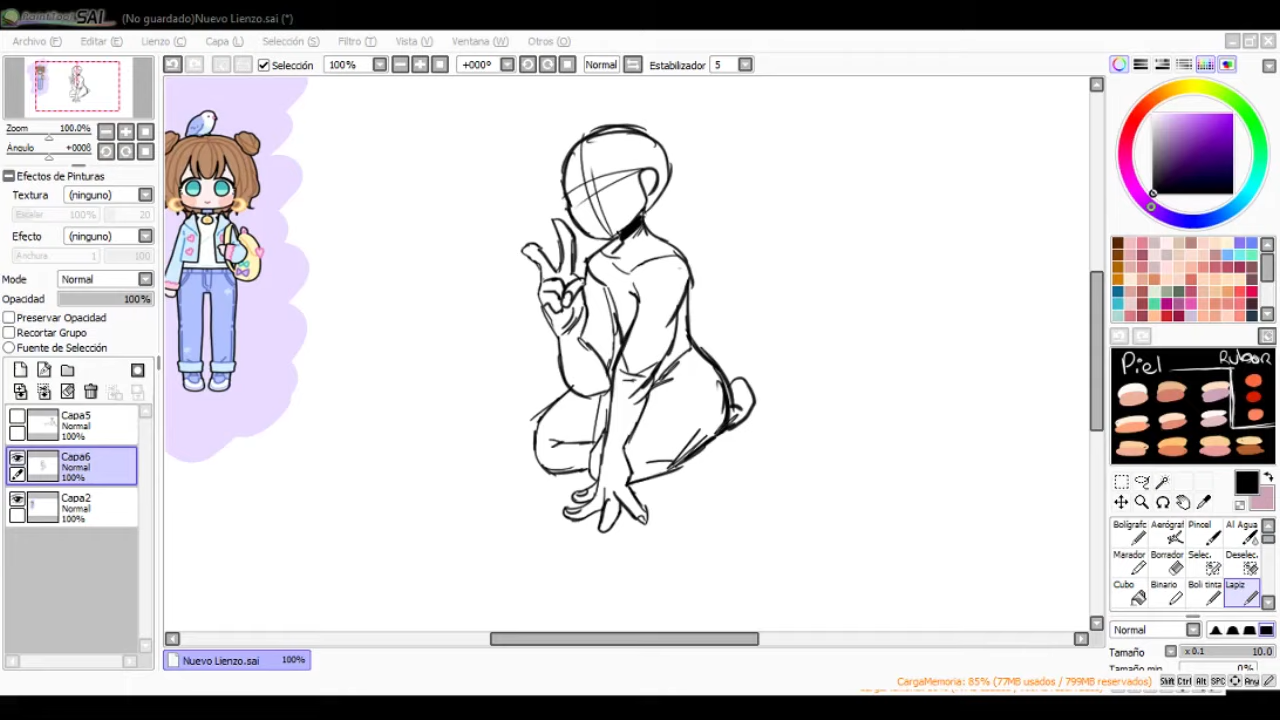 PaintTool SAI (No guardado)Nuevo Lienzo.sai (*)
Archivo (F) Editar (E) Lienzo (C) Capa (L) Selección (S) Filtro (T) Vista (V) Ventana (W) Otros (O)
Selección 100% +000° Normal Estabilizador 5
Zoom 100.0%
Ángulo +000ß
Efectos de Pinturas
Textura (ninguno)
Escalar 100% 20
Efecto (ninguno)
Anchura 1 100
Mode Normal
Opacidad 100%
Preservar Opacidad
Recortar Grupo
Fuente de Selección
Capa5
Normal
100%
Capa6
Normal
100%
Capa2
Normal
100%
Piel Rubor
Bolígrafo Aerógraf Pincel Al Agua
Marador Borrador Selec. Deselec.
Cubo Binario Boli tinta Lapiz
Normal
Tamaño x 0.1 10.0
Tamaño min 0%
Nuevo Lienzo.sai 100%
CargaMemoria: 85% (77MB usados / 799MB reservados) Shift Ctrl Alt SPC Any